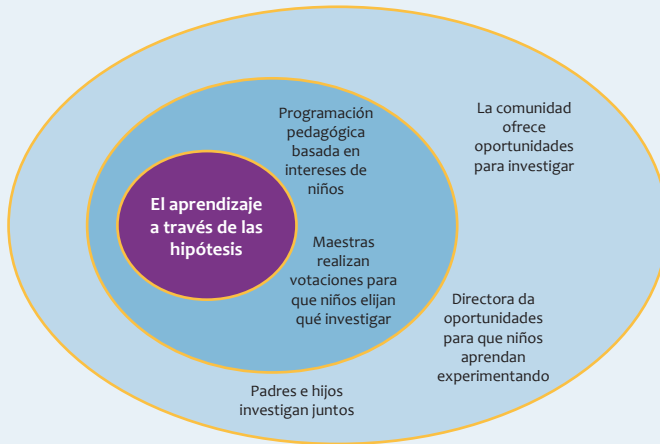 El aprendizaje
a través de las
hipótesis
Programación
pedagógica
basada en
intereses de
niños
Maestras
realizan
votaciones para
que niños elijan
qué investigar
La comunidad
ofrece
oportunidades
para investigar
Directora da
oportunidades
para que niños
aprendan
experimentando
Padres e hijos
investigan juntos